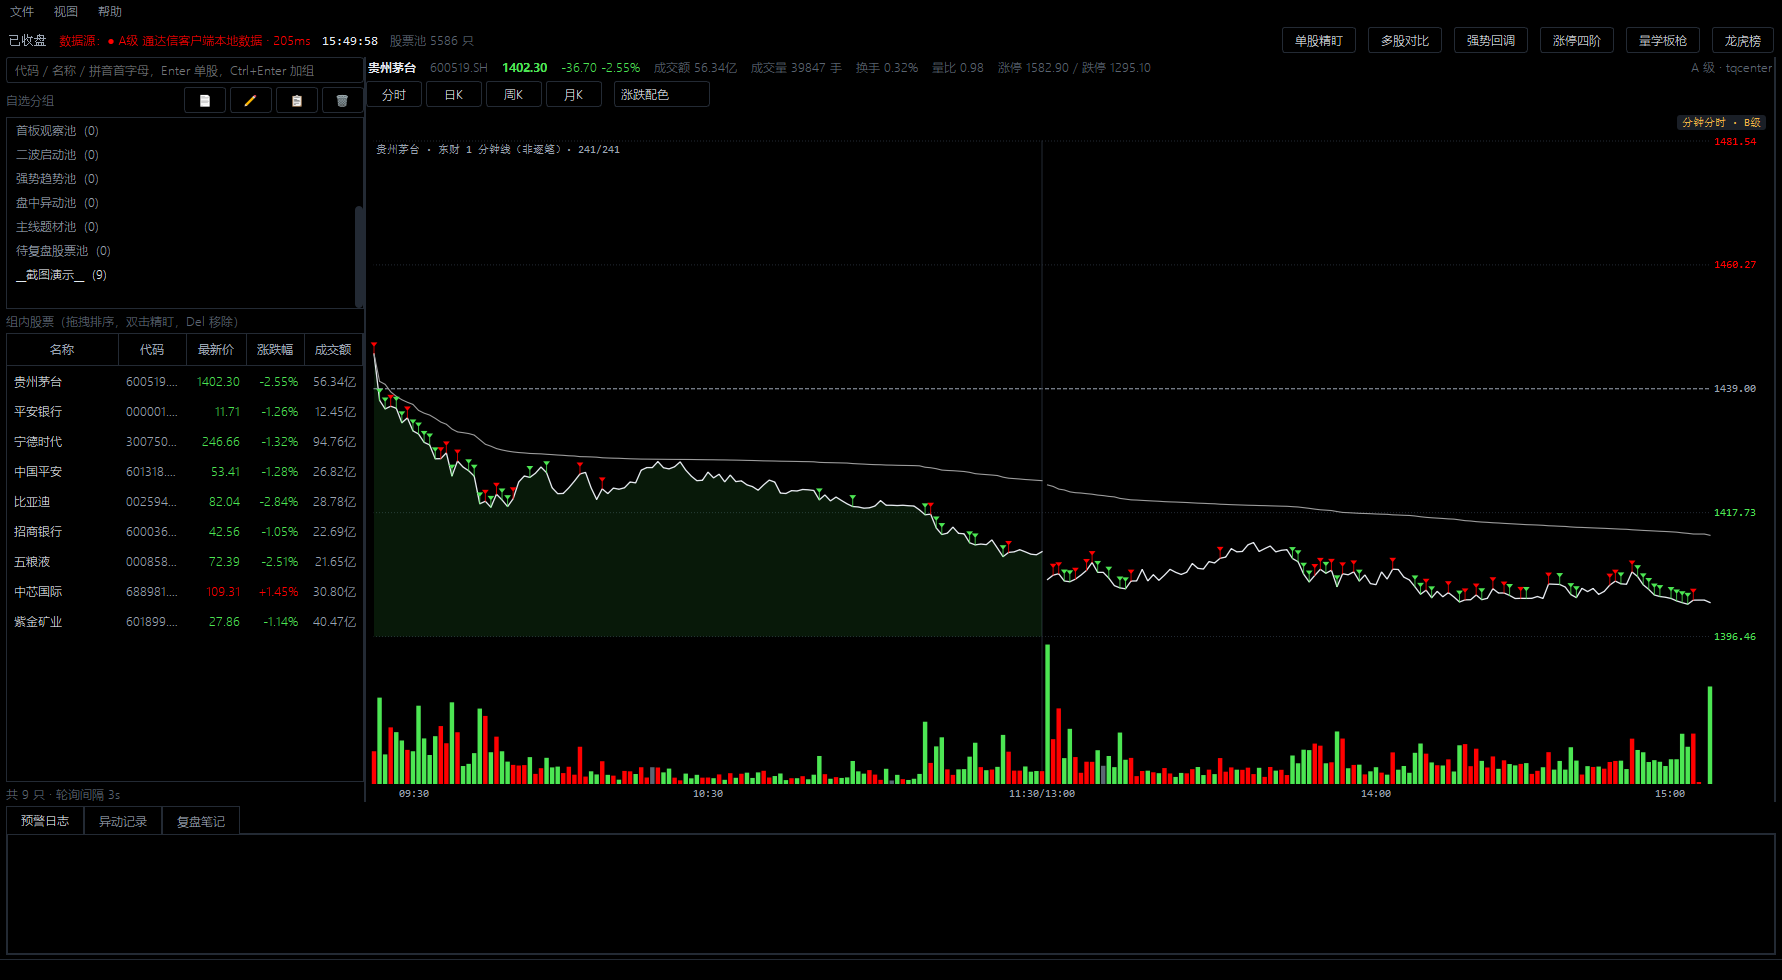 文件 视图 帮助
已收盘 数据源: ● A级 通达信客户端本地数据 · 205ms 15:49:58 股票池 5586 只
单股精盯 多股对比 强势回调 涨停四阶 量学板枪 龙虎榜
代码 / 名称 / 拼音首字母, Enter 单股, Ctrl+Enter 加组
贵州茅台 600519.SH 1402.30 -36.70 -2.55% 成交额 56.34亿 成交量 39847 手 换手 0.32% 量比 0.98 涨停 1582.90 / 跌停 1295.10
A 级 · tqcenter
自选分组
分时 日K 周K 月K 涨跌配色
首板观察池 (0)
二波启动池 (0)
强势趋势池 (0)
盘中异动池 (0)
主线题材池 (0)
待复盘股票池 (0)
__截图演示__ (9)
组内股票 (拖拽排序, 双击精盯, Del 移除)
名称 代码 最新价 涨跌幅 成交额
贵州茅台 600519.... 1402.30 -2.55% 56.34亿
平安银行 000001.... 11.71 -1.26% 12.45亿
宁德时代 300750... 246.66 -1.32% 94.76亿
中国平安 601318.... 53.41 -1.28% 26.82亿
比亚迪 002594... 82.04 -2.84% 28.78亿
招商银行 600036... 42.56 -1.05% 22.69亿
五粮液 000858... 72.39 -2.51% 21.65亿
中芯国际 688981.... 109.31 +1.45% 30.80亿
紫金矿业 601899.... 27.86 -1.14% 40.47亿
共 9 只 · 轮询间隔 3s
分钟分时 · B级
贵州茅台 · 东财 1 分钟线 (非逐笔) · 241/241
1481.54
1460.27
1439.00
1417.73
1396.46
09:30 10:30 11:30/13:00 14:00 15:00
预警日志 异动记录 复盘笔记